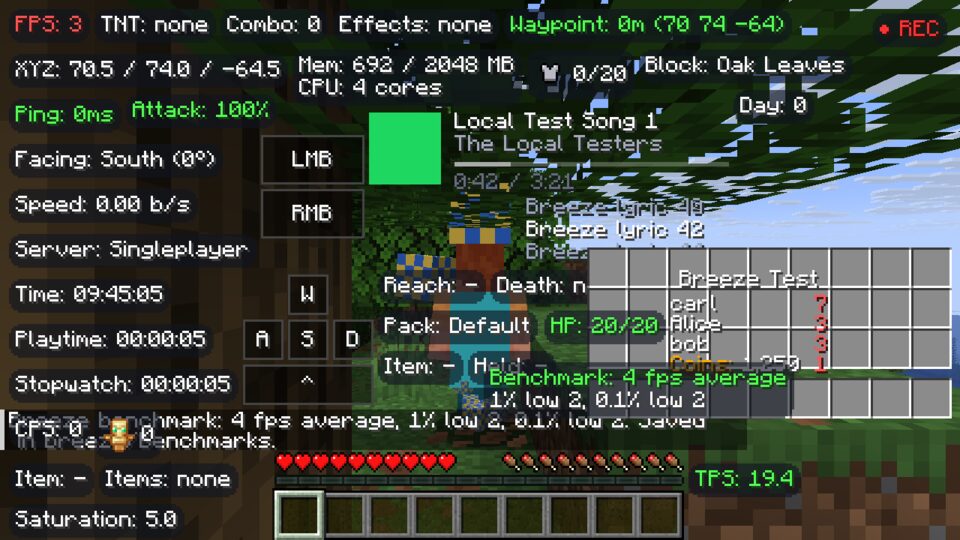 FPS: 3 TNT: none Combo: 0 Effects: none Waypoint: 0m (70 74 -64) REC
XYZ: 70.5 / 74.0 / -64.5 Mem: 692 / 2048 MB 0/20 Block: Oak Leaves
CPU: 4 cores
Day: 0
Ping: 0ms Attack: 100%
Local Test Song 1
The Local Testers
Facing: South (0°) LMB
0:42 / 3:21
Speed: 0.00 b/s RMB
Breeze lyric 40
Breeze lyric 42
Breeze
Server: Singleplayer
Breeze Test
Reach: - Death: n
Time: 09:45:05 W
carl 7
Alice 3
bob 3
Coins: 1,250 1
Pack: Default HP: 20/20
Playtime: 00:00:05 A S D
Item: - Held: -
Stopwatch: 00:00:05 ^
Benchmark: 4 fps average
1% low 2, 0.1% low 2
Breeze benchmark: 4 fps average, 1% low 2, 0.1% low 2. Saved
in breeze benchmarks.
CPS: 0 0
Item: - Items: none TPS: 19.4
Saturation: 5.0